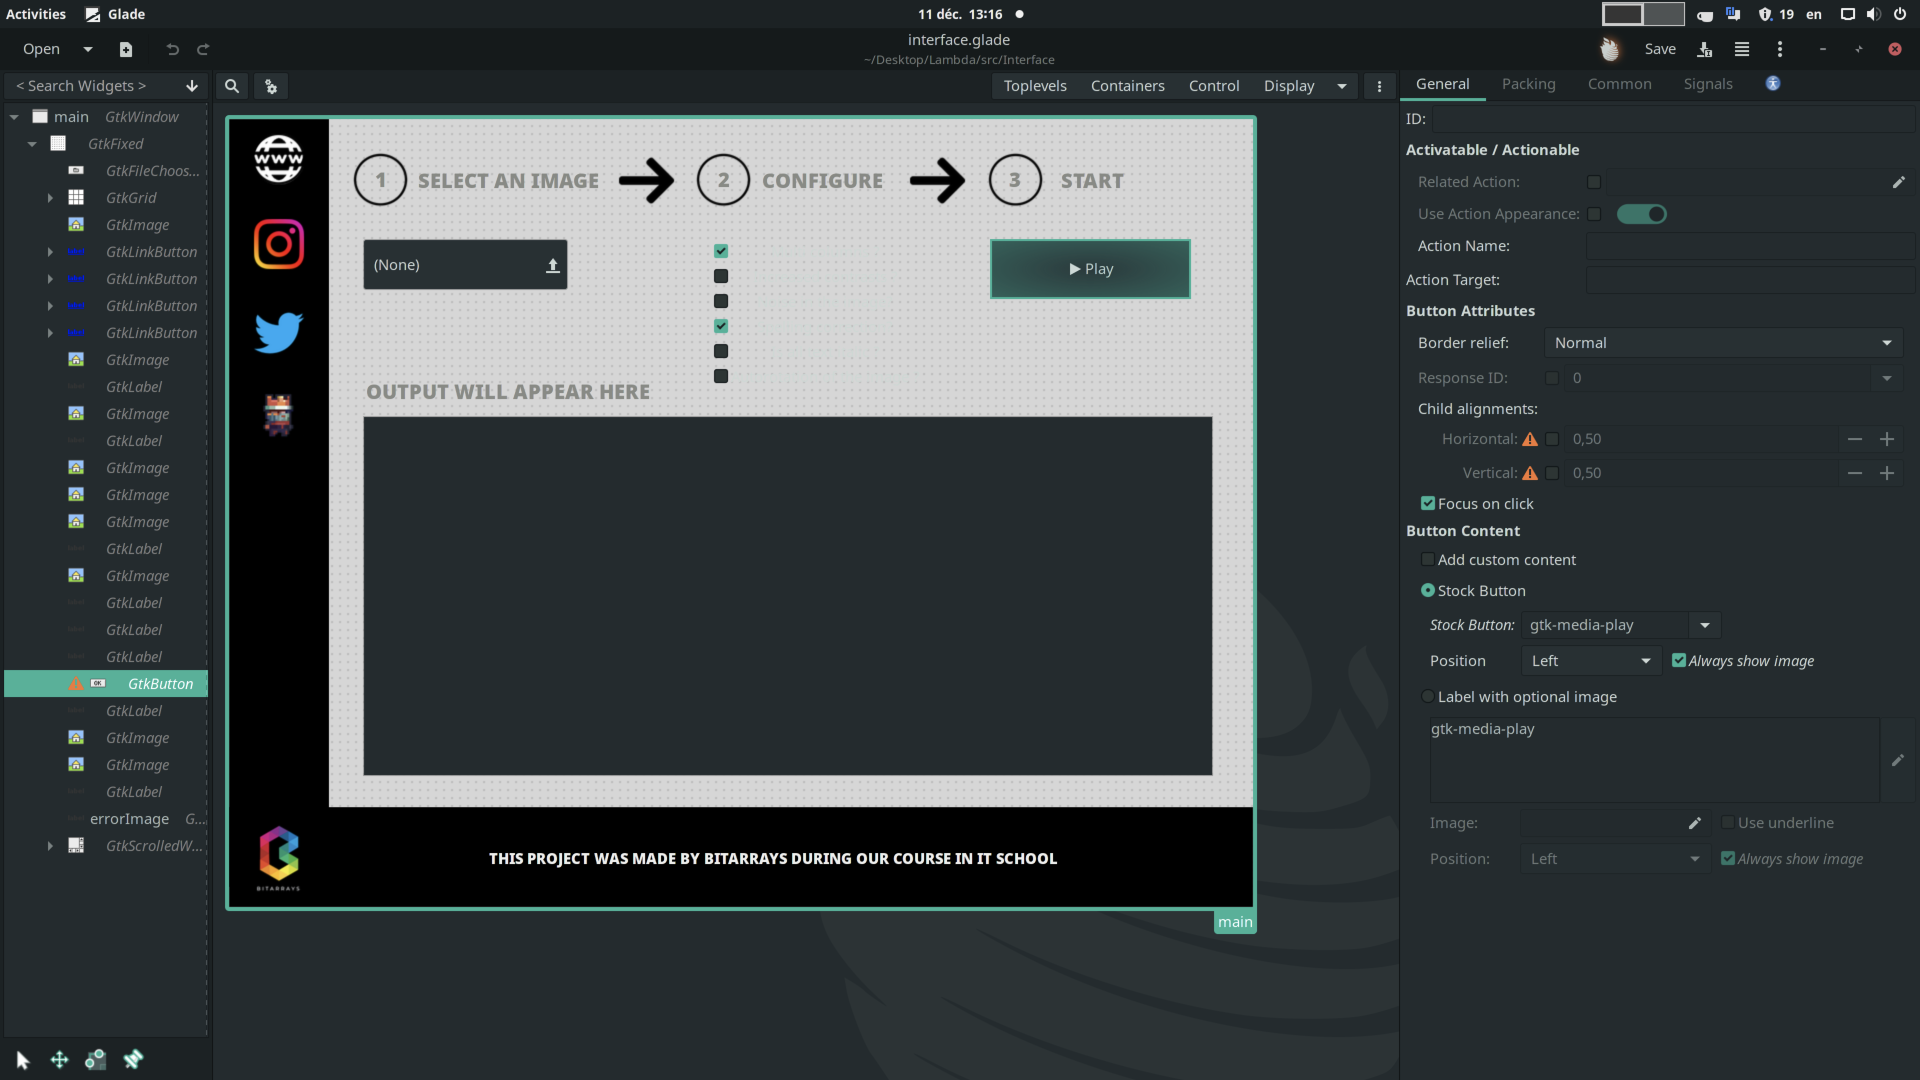 Activities Glade 11 déc. 13:16 19 en
Open interface.glade Save
~/Desktop/Lambda/src/Interface
< Search Widgets > Toplevels Containers Control Display General Packing Common Signals
main GtkWindow
GtkFixed
GtkFileChoos...
GtkGrid
GtkImage
GtkLinkButton
GtkLinkButton
GtkLinkButton
GtkLinkButton
GtkImage
GtkLabel
GtkImage
GtkLabel
GtkImage
GtkImage
GtkImage
GtkLabel
GtkImage
GtkLabel
GtkLabel
GtkLabel
OK GtkButton
GtkLabel
GtkImage
GtkImage
GtkLabel
errorImage G...
GtkScrolledW...
WWW
1 SELECT AN IMAGE 2 CONFIGURE 3 START
(None) Play
OUTPUT WILL APPEAR HERE
BITARRAYS
THIS PROJECT WAS MADE BY BITARRAYS DURING OUR COURSE IN IT SCHOOL
main
ID:
Activatable / Actionable
Related Action:
Use Action Appearance:
Action Name:
Action Target:
Button Attributes
Border relief: Normal
Response ID: 0
Child alignments:
Horizontal: 0,50
Vertical: 0,50
Focus on click
Button Content
Add custom content
Stock Button
Stock Button: gtk-media-play
Position Left Always show image
Label with optional image
gtk-media-play
Image: Use underline
Position: Left Always show image